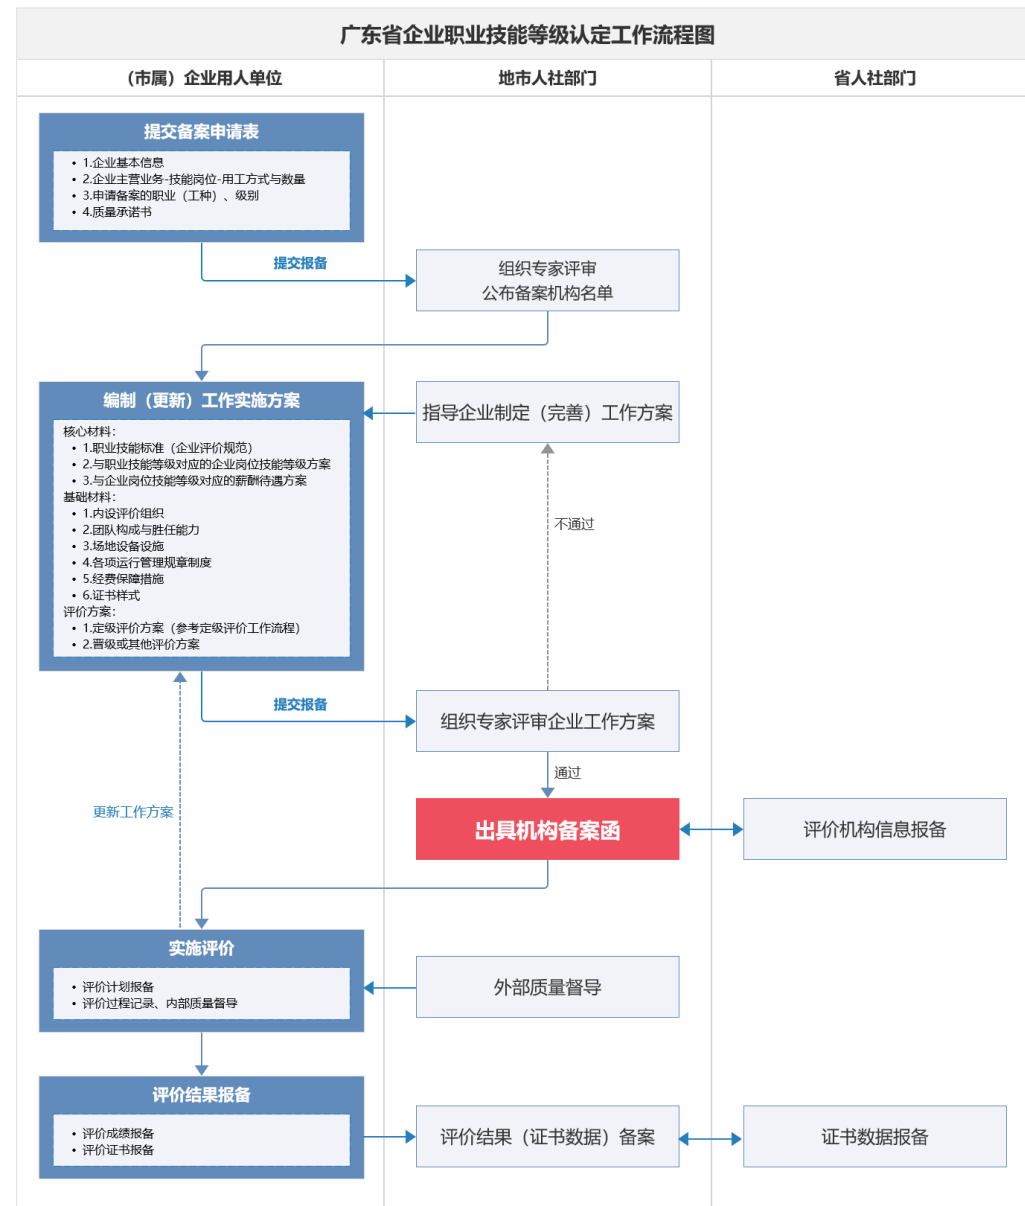 广东省企业职业技能等级认定工作流程图
（市属）企业用人单位
地市人社部门
省人社部门
提交备案申请表
• 1.企业基本信息
• 2.企业主营业务-技能岗位-用工方式与数量
• 3.申请备案的职业（工种）、级别
• 4.质量承诺书
提交报备
组织专家评审
公布备案机构名单
编制（更新）工作实施方案
核心材料：
• 1.职业技能标准（企业评价规范）
• 2.与职业技能等级对应的企业岗位技能等级方案
• 3.与企业岗位技能等级对应的薪酬待遇方案
基础材料：
• 1.内设评价组织
• 2.团队构成与胜任能力
• 3.场地设备设施
• 4.各项运行管理规章制度
• 5.经费保障措施
• 6.证书样式
评价方案：
• 1.定级评价方案（参考定级评价工作流程）
• 2.晋级或其他评价方案
指导企业制定（完善）工作方案
不通过
提交报备
组织专家评审企业工作方案
通过
更新工作方案
出具机构备案函
评价机构信息报备
实施评价
• 评价计划报备
• 评价过程记录、内部质量督导
外部质量督导
评价结果报备
• 评价成绩报备
• 评价证书报备
评价结果（证书数据）备案
证书数据报备